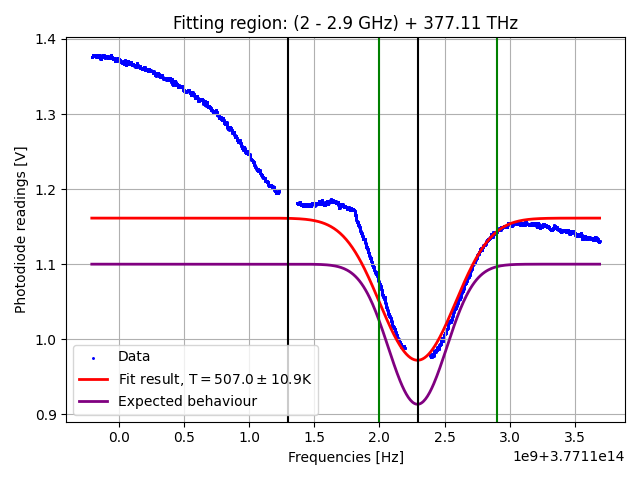 Fitting region: (2 - 2.9 GHz) + 377.11 THz
1.4
1.3
1.2
1.1
1.0
0.9
Photodiode readings [V]
Data
Fit result, T = 507.0 ± 10.9K
Expected behaviour
0.0 0.5 1.0 1.5 2.0 2.5 3.0 3.5
Frequencies [Hz]
1e9+3.7711e14